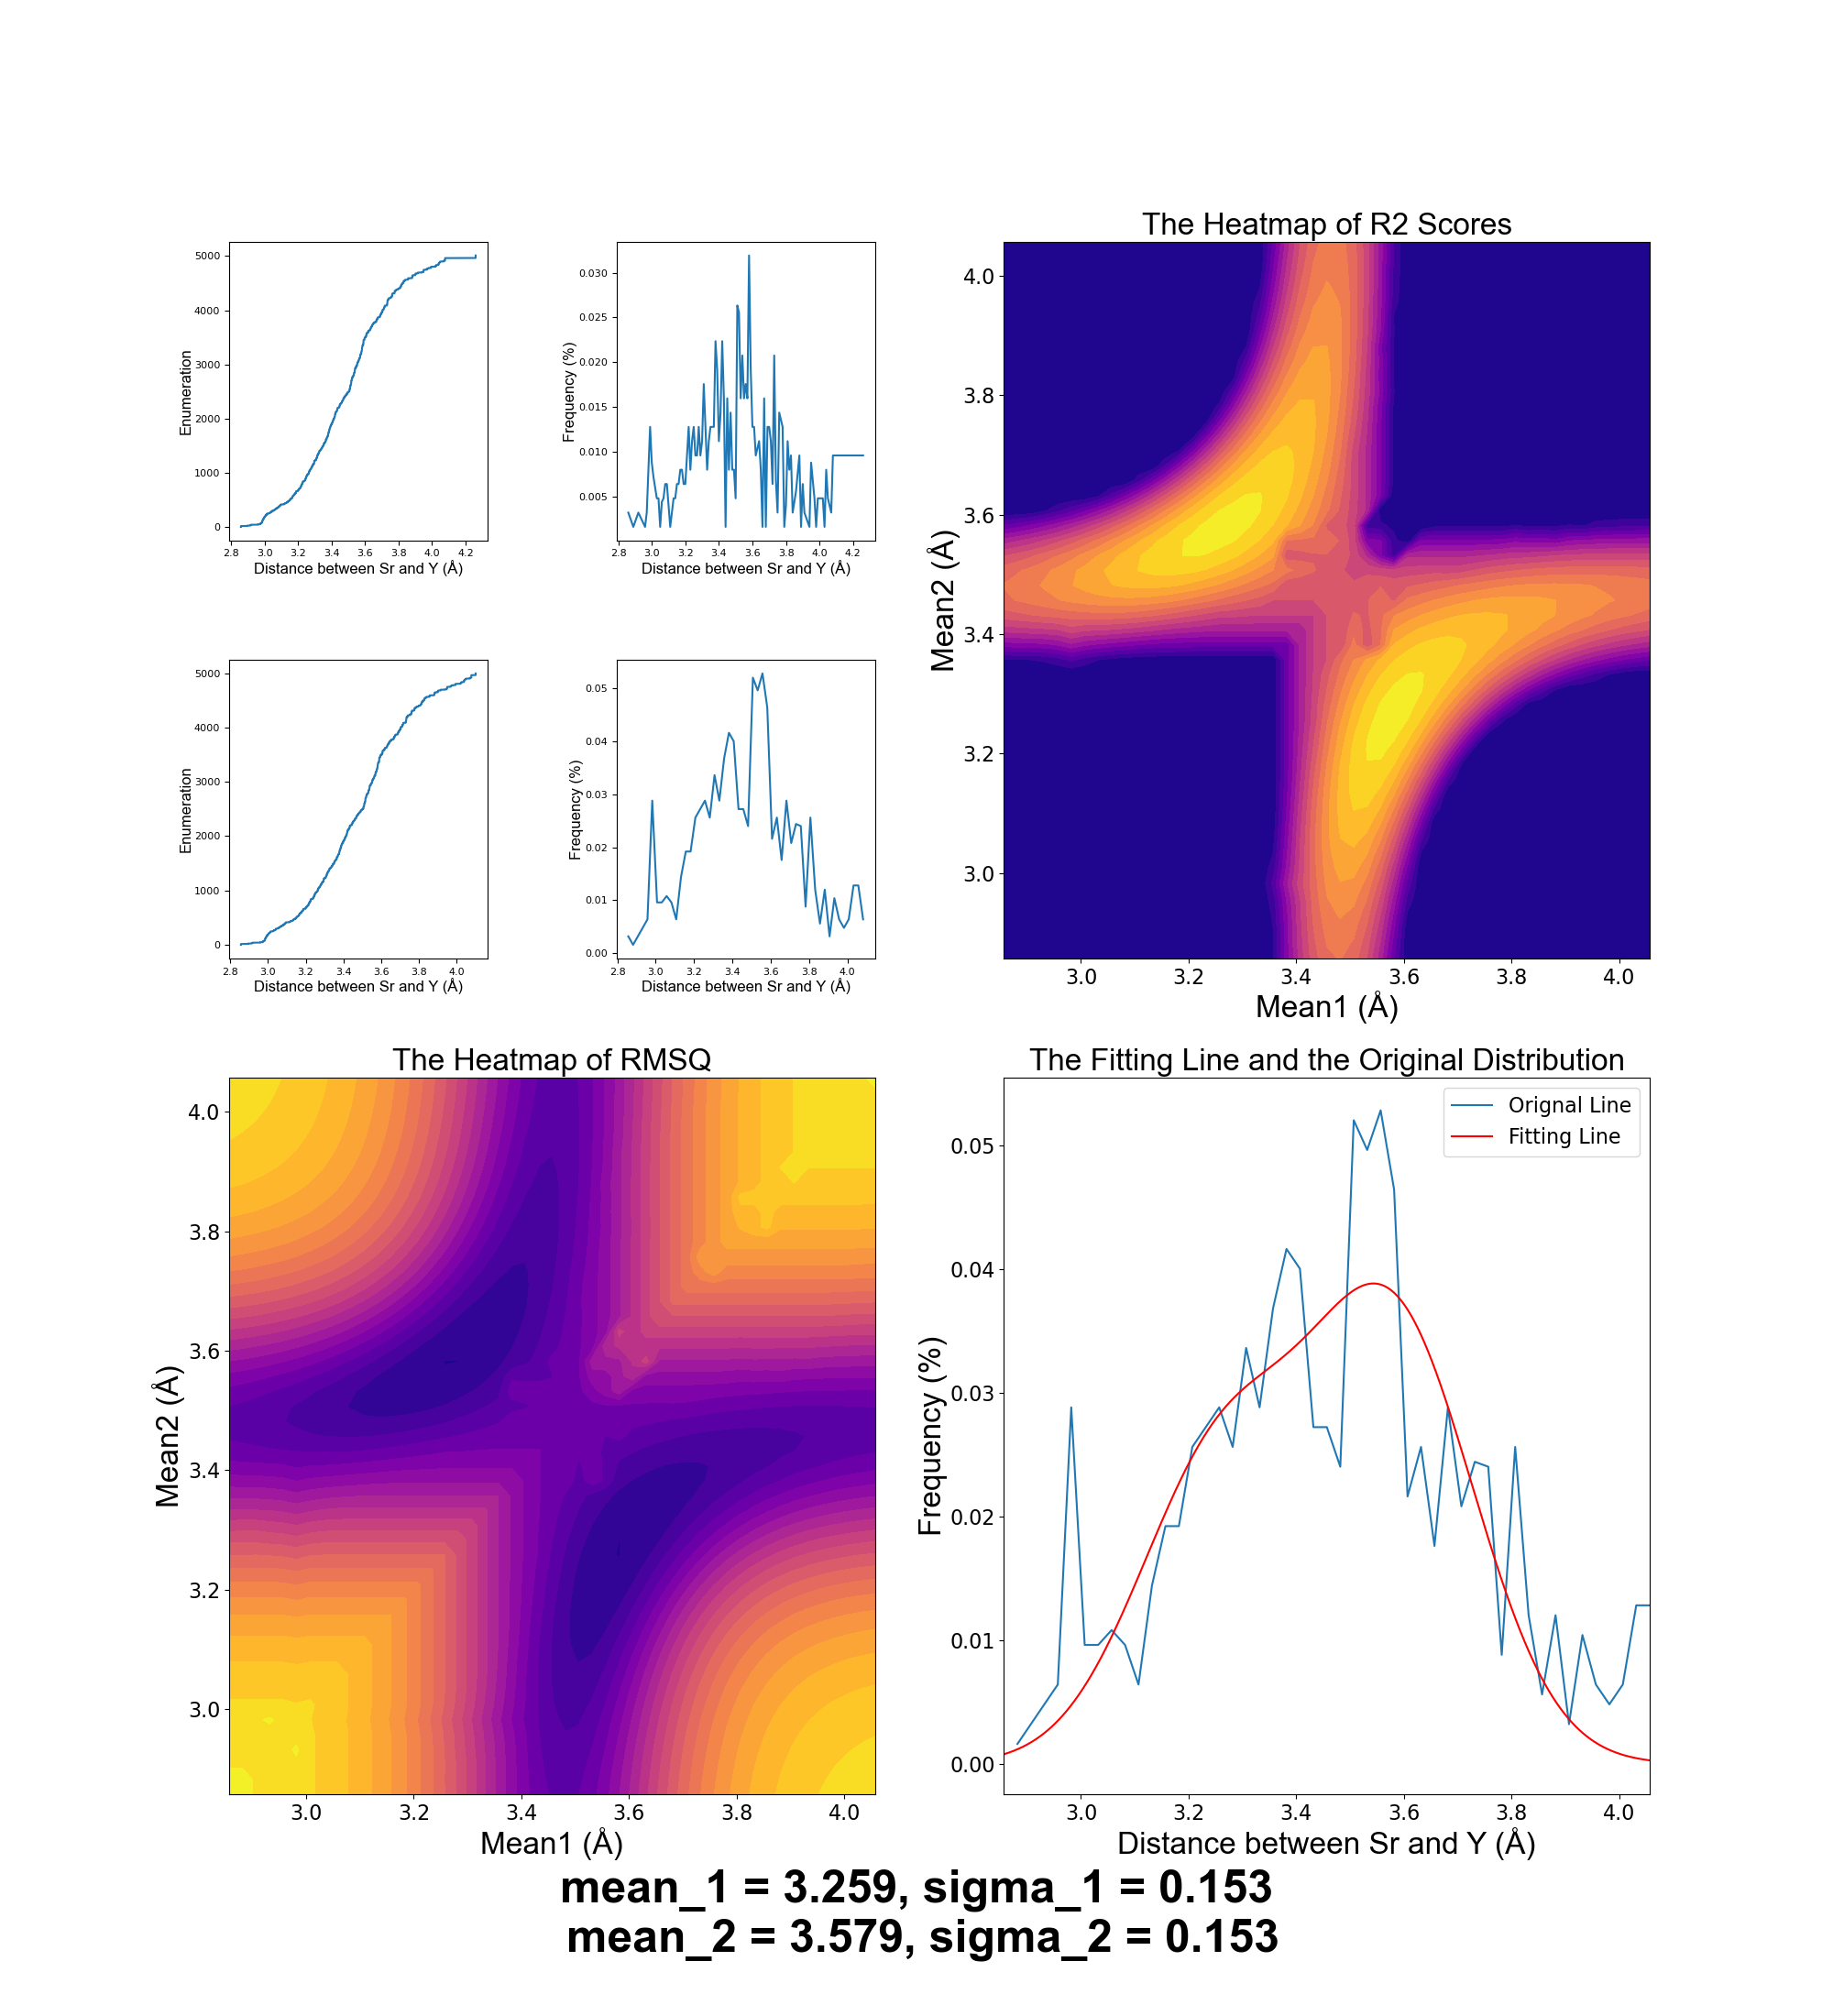 The Heatmap of R2 Scores
5000
4000
3000
2000
1000
0
Enumeration
2.8 3.0 3.2 3.4 3.6 3.8 4.0 4.2
Distance between Sr and Y (Å)
0.030
0.025
0.020
0.015
0.010
0.005
Frequency (%)
2.8 3.0 3.2 3.4 3.6 3.8 4.0 4.2
Distance between Sr and Y (Å)
5000
4000
3000
2000
1000
0
Enumeration
2.8 3.0 3.2 3.4 3.6 3.8 4.0
Distance between Sr and Y (Å)
0.05
0.04
0.03
0.02
0.01
0.00
Frequency (%)
2.8 3.0 3.2 3.4 3.6 3.8 4.0
Distance between Sr and Y (Å)
4.0
3.8
3.6
3.4
3.2
3.0
Mean2 (Å)
3.0 3.2 3.4 3.6 3.8 4.0
Mean1 (Å)
The Heatmap of RMSQ
4.0
3.8
3.6
3.4
3.2
3.0
Mean2 (Å)
3.0 3.2 3.4 3.6 3.8 4.0
Mean1 (Å)
The Fitting Line and the Original Distribution
Orignal Line
Fitting Line
0.05
0.04
0.03
0.02
0.01
0.00
Frequency (%)
3.0 3.2 3.4 3.6 3.8 4.0
Distance between Sr and Y (Å)
mean_1 = 3.259, sigma_1 = 0.153
mean_2 = 3.579, sigma_2 = 0.153